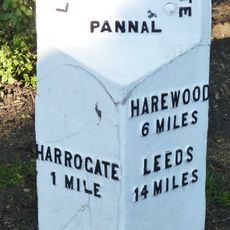 PANNAL
HARROGATE
1 MILE
HAREWOOD
6 MILES
LEEDS
14 MILES